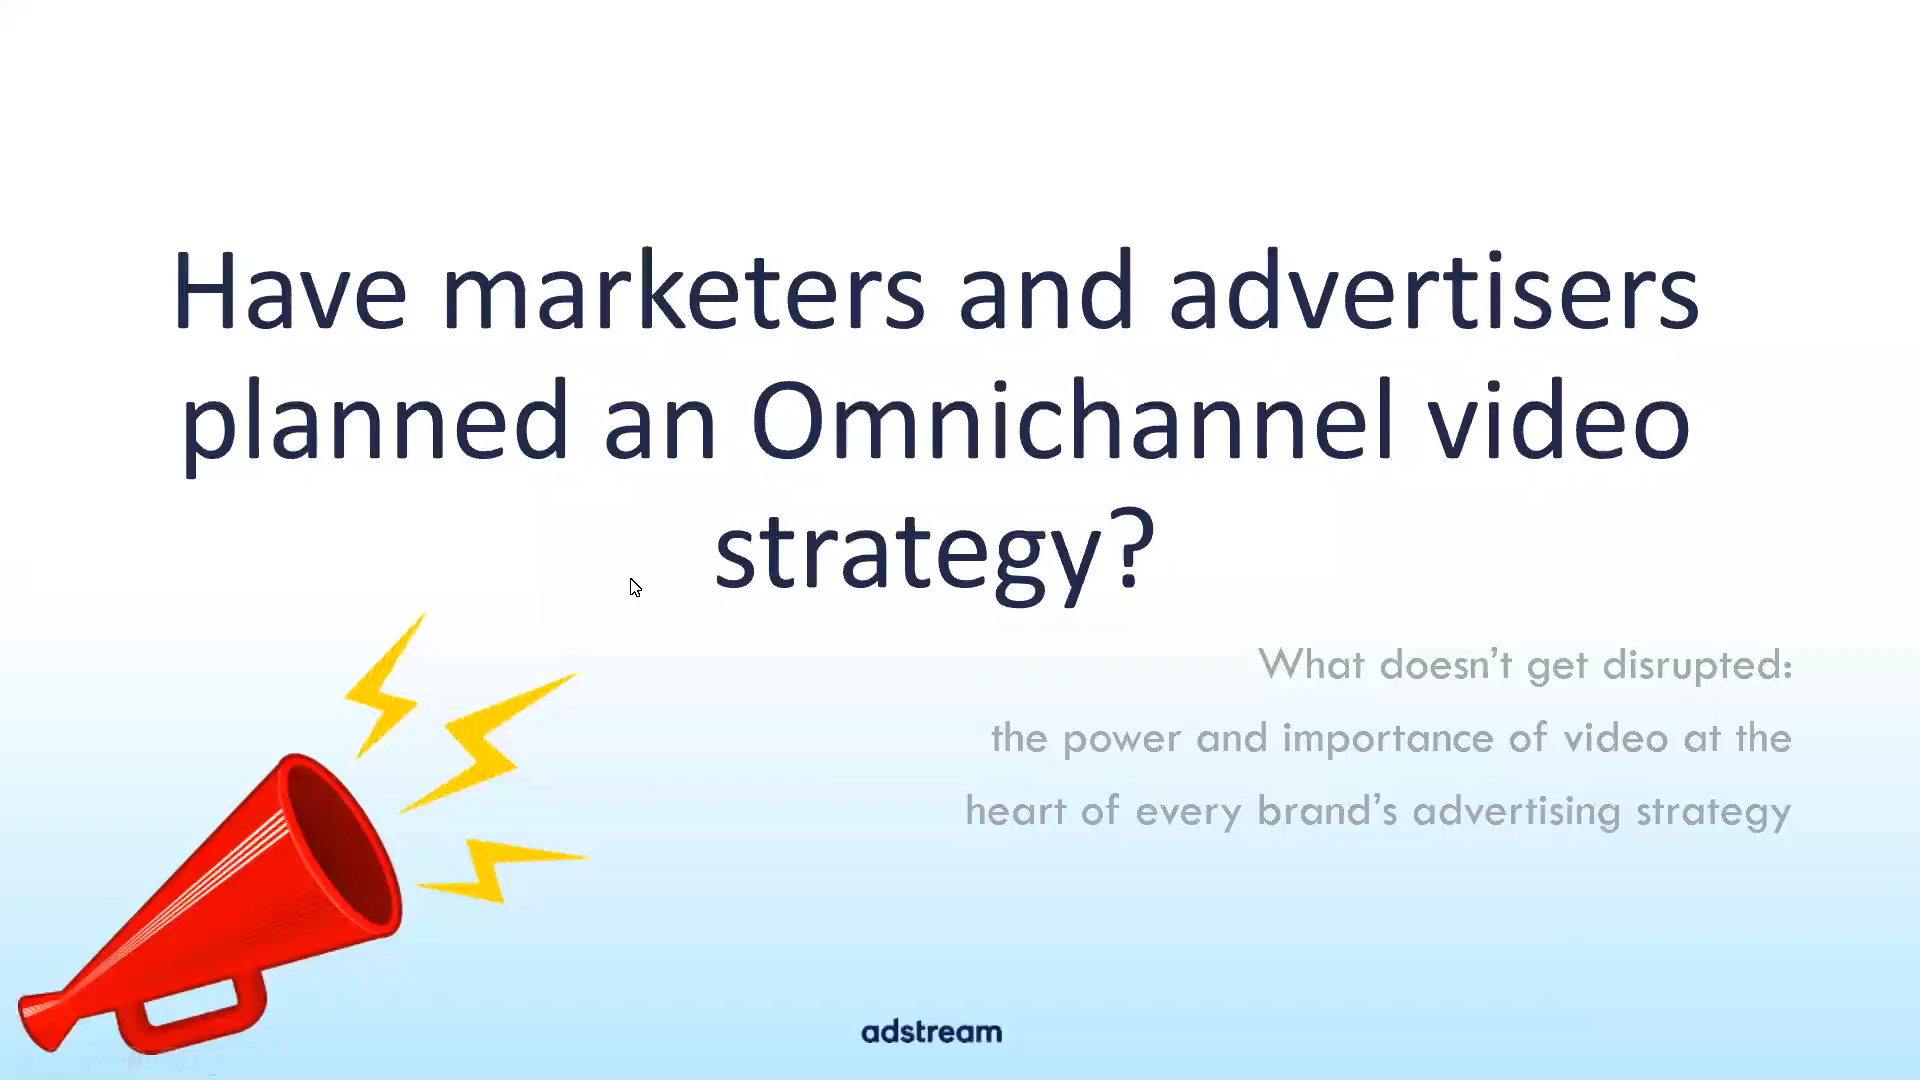 Have marketers and advertisers
planned an Omnichannel video
strategy?
What doesn’t get disrupted:
the power and importance of video at the
heart of every brand’s advertising strategy
adstream